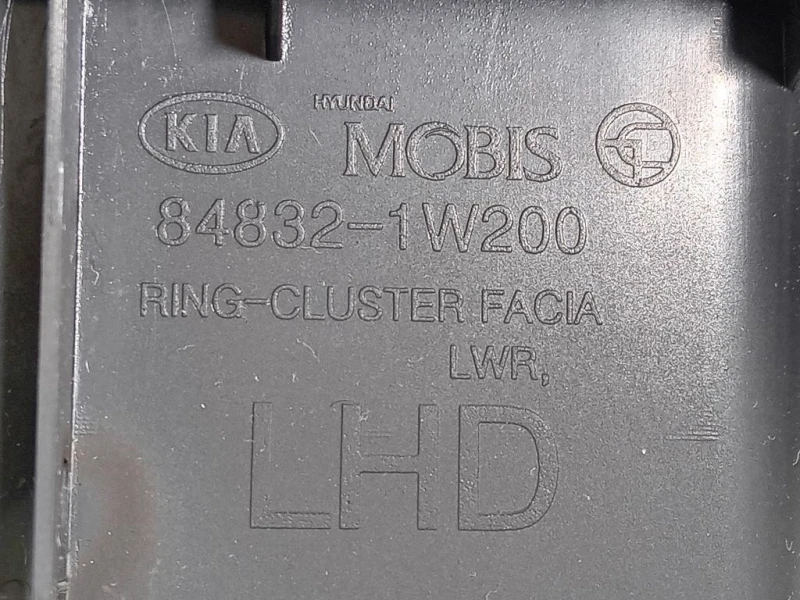 KIA HYUNDAI MOBIS
84832-1W200
RING-CLUSTER FACIA
LWR,
LHD